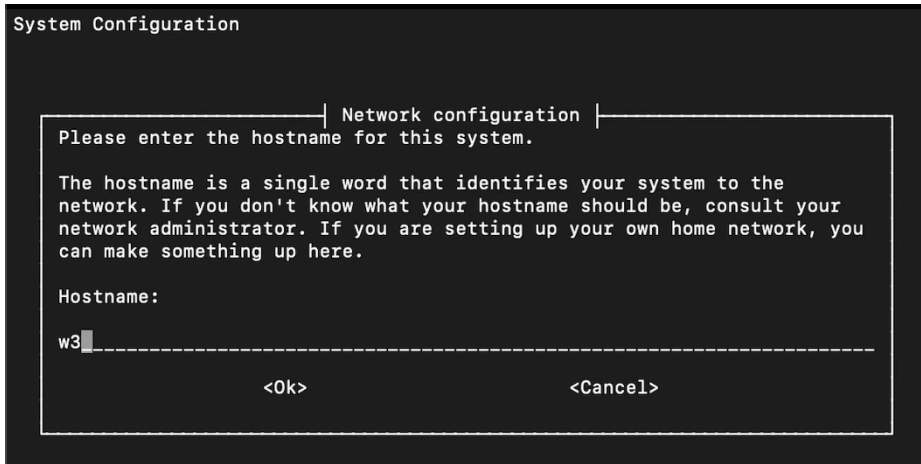 System Configuration
Network configuration
Please enter the hostname for this system.
The hostname is a single word that identifies your system to the
network. If you don't know what your hostname should be, consult your
network administrator. If you are setting up your own home network, you
can make something up here.
Hostname:
w3
<Ok> <Cancel>